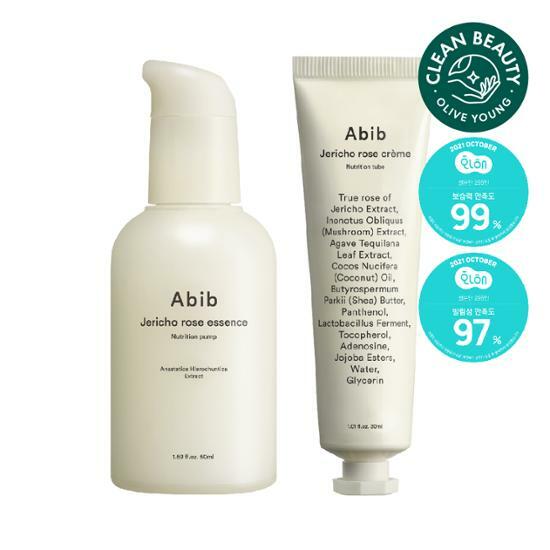 Abib
Jericho rose essence
Nutrition pump
Anastatica Hierochuntica
Extract
1.69 fl.oz. 50ml
Abib
Jericho rose crème
Nutrition tube
True rose of
Jericho Extract,
Inonotus Obliquus
(Mushroom) Extract,
Agave Tequilana
Leaf Extract,
Cocos Nucifera
(Coconut) Oil,
Butyrospermum
Parkii (Shea) Butter,
Panthenol,
Lactobacillus Ferment,
Tocopherol,
Adenosine,
Jojoba Esters,
Water,
Glycerin
1.01 fl.oz. 30ml
CLEAN BEAUTY
OLIVE YOUNG
2021 OCTOBER
보습력 만족도
99%
2021 OCTOBER
발림성 만족도
97%